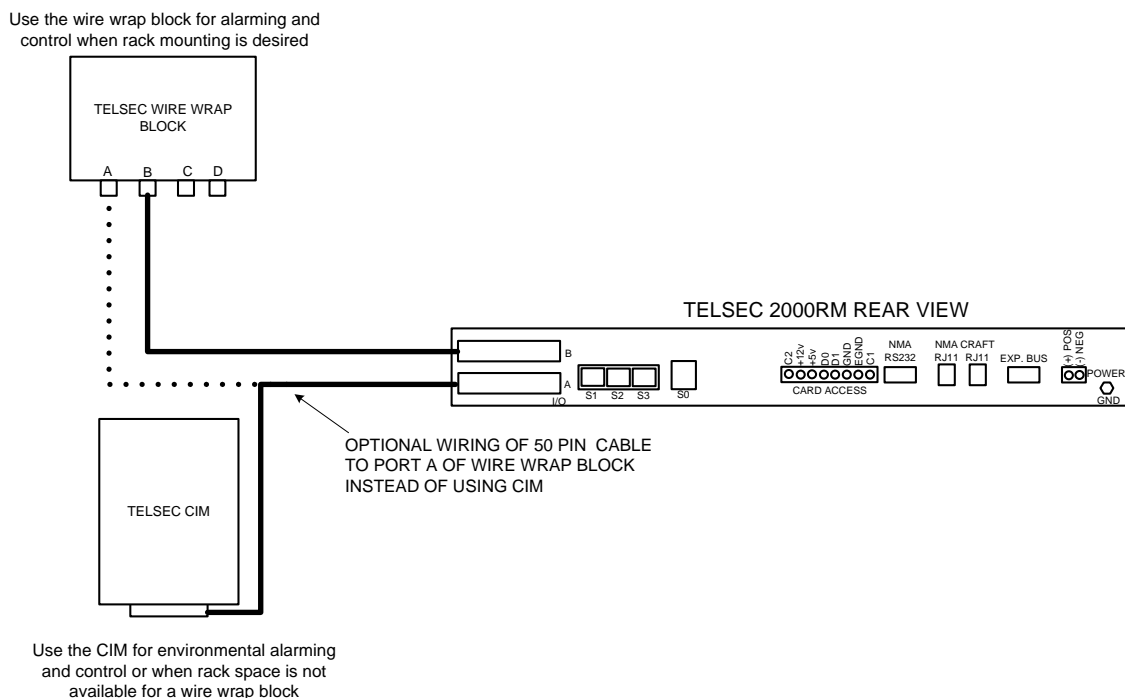 Use the wire wrap block for alarming and
control when rack mounting is desired
TELSEC WIRE WRAP
BLOCK
A B C D
TELSEC 2000RM REAR VIEW
B
A
I/O
S1 S2 S3 S0
C2 +12v +5v D0 D1 GND EGND C1
CARD ACCESS
NMA
RS232
NMA CRAFT
RJ11 RJ11
EXP. BUS
(+) POS
(-) NEG
POWER
GND
OPTIONAL WIRING OF 50 PIN CABLE
TO PORT A OF WIRE WRAP BLOCK
INSTEAD OF USING CIM
TELSEC CIM
Use the CIM for environmental alarming
and control or when rack space is not
available for a wire wrap block